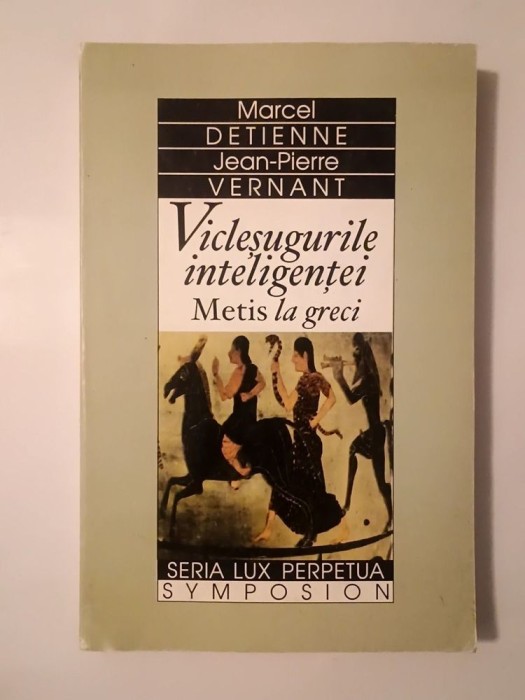 Marcel
DETIENNE
Jean-Pierre
VERNANT
Vicleșugurile
inteligenței
Metis la greci
SERIA LUX PERPETUA
SYMPOSION